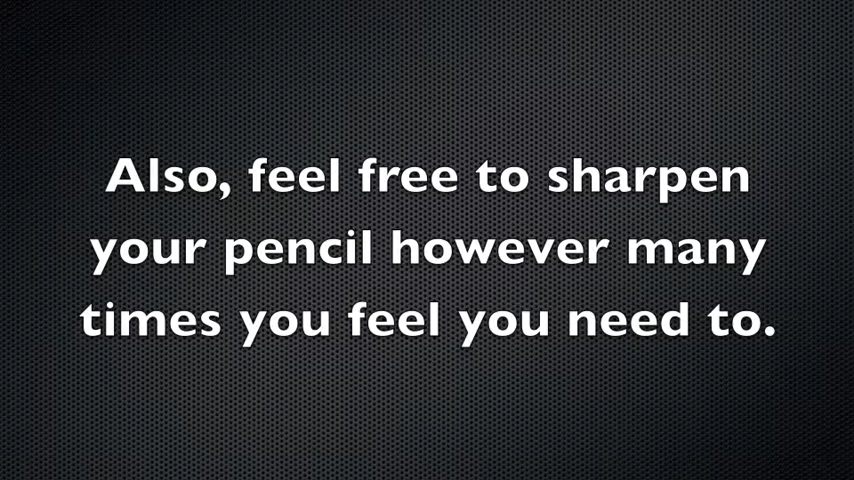 Also, feel free to sharpen
your pencil however many
times you feel you need to.